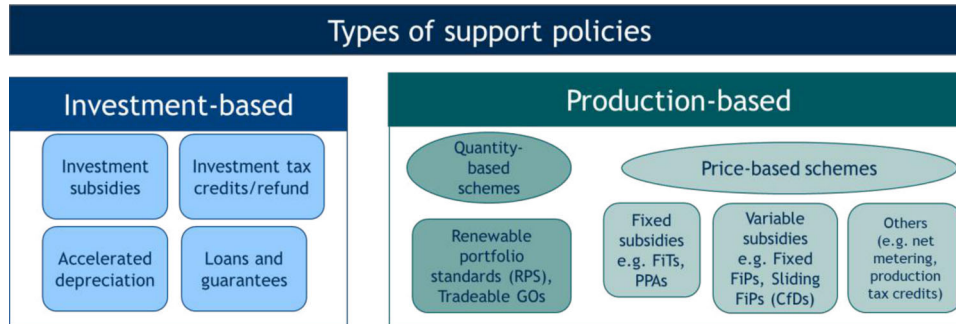 Types of support policies
Investment-based
Investment
subsidies
Investment tax
credits/refund
Accelerated
depreciation
Loans and
guarantees
Production-based
Quantity-
based
schemes
Renewable
portfolio
standards (RPS),
Tradeable GOs
Price-based schemes
Fixed
subsidies
e.g. FiTs,
PPAs
Variable
subsidies
e.g. Fixed
FiPs, Sliding
FiPs (CfDs)
Others
(e.g. net
metering,
production
tax credits)